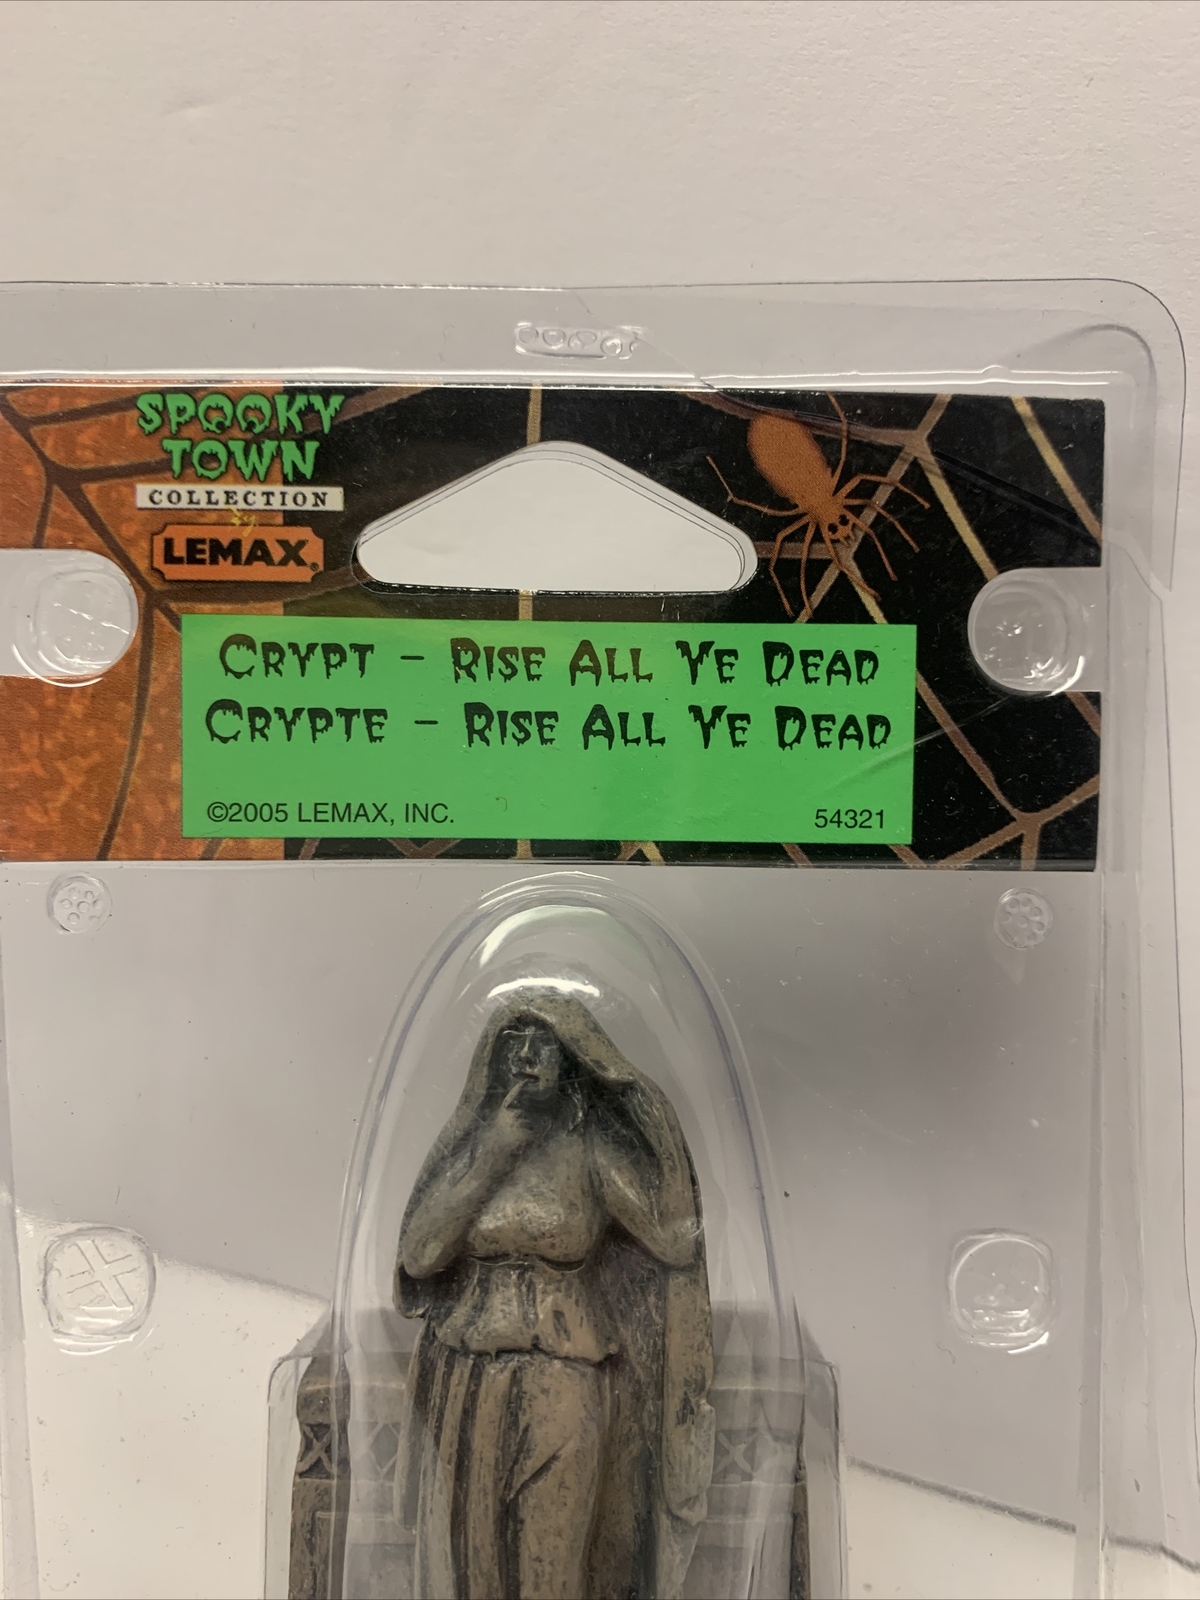 SPOOKY
TOWN
COLLECTION
LEMAX®
CRYPT – RISE ALL YE DEAD
CRYPTE – RISE ALL YE DEAD
©2005 LEMAX, INC.
54321